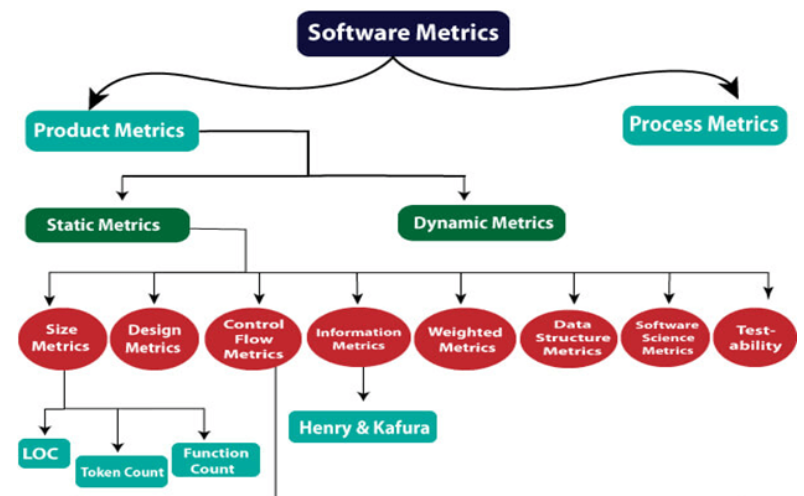 Software Metrics
Product Metrics
Process Metrics
Static Metrics
Dynamic Metrics
Size
Metrics
Design
Metrics
Control
Flow
Metrics
Information
Metrics
Weighted
Metrics
Data
Structure
Metrics
Software
Science
Metrics
Test-
ability
LOC
Token Count
Function
Count
Henry & Kafura